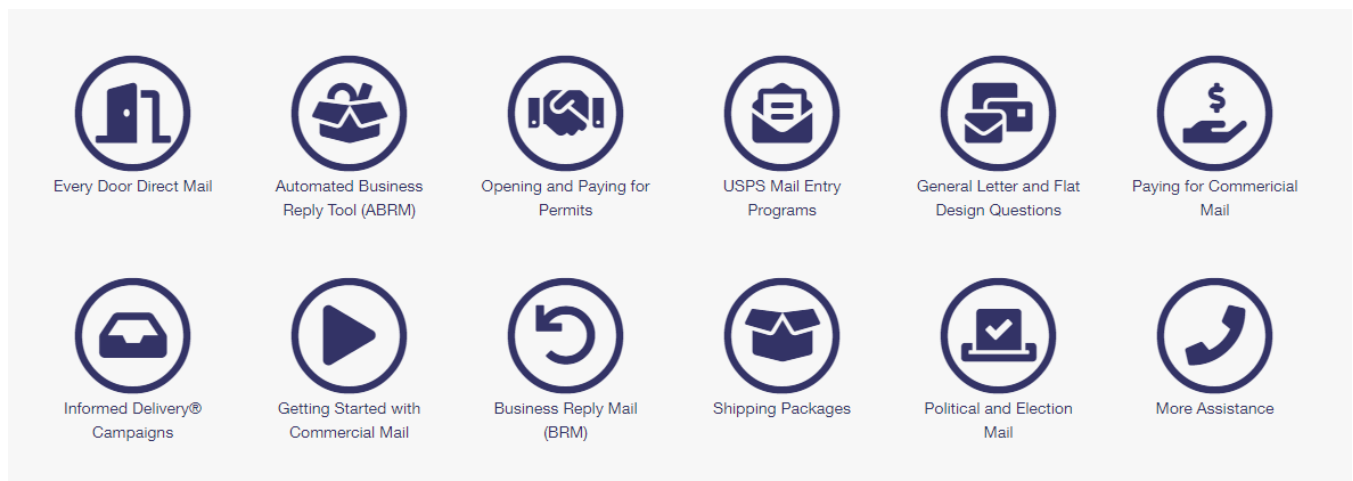 Every Door Direct Mail
Automated Business
Reply Tool (ABRM)
Opening and Paying for
Permits
USPS Mail Entry
Programs
General Letter and Flat
Design Questions
Paying for Commericial
Mail
Informed Delivery®
Campaigns
Getting Started with
Commercial Mail
Business Reply Mail
(BRM)
Shipping Packages
Political and Election
Mail
More Assistance